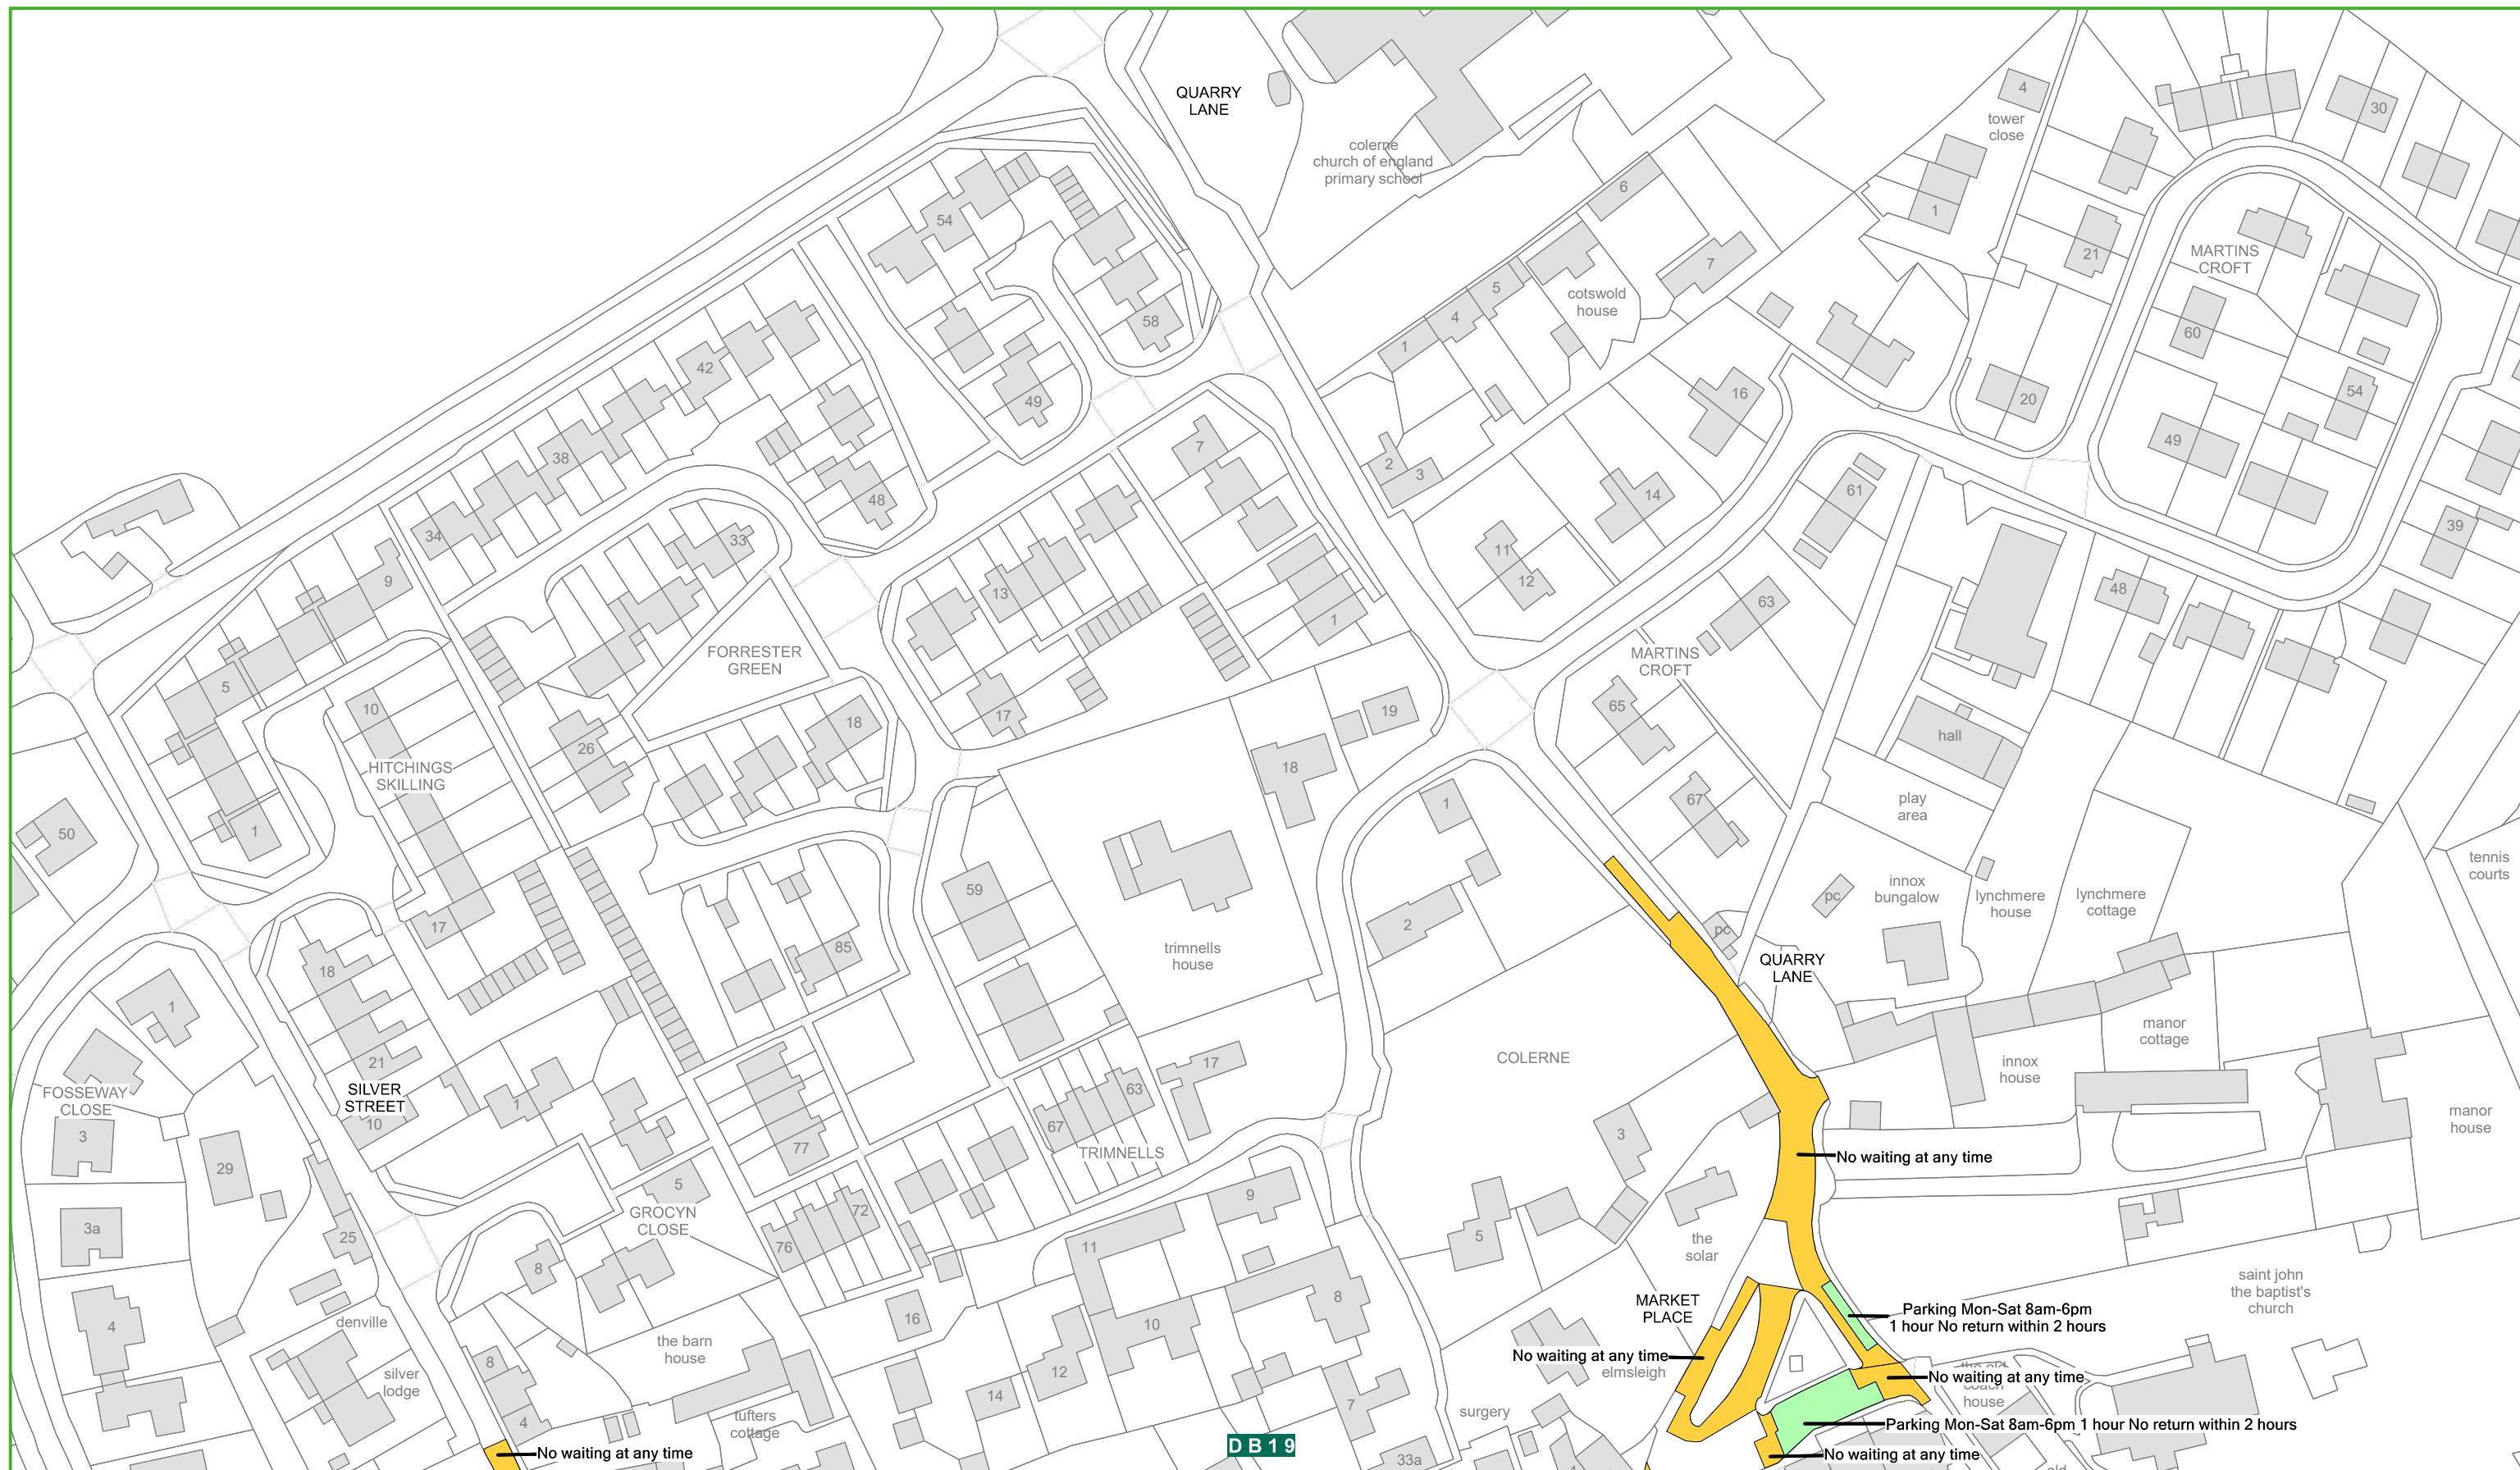 QUARRY
LANE
colerne
church of england
primary school
4
tower
close
30
6
1
54
21
MARTINS
CROFT
7
5
cotswold
house
4
58
1
60
42
16
20
54
49
7
2
3
49
38
48
61
14
39
34
33
11
12
9
13
63
48
1
FORRESTER
GREEN
MARTINS
CROFT
5
10
17
18
19
65
hall
26
18
HITCHINGS
SKILLING
67
play
area
1
50
1
tennis
courts
59
2
pc
innox
bungalow
lynchmere
house
lynchmere
cottage
17
85
pc
trimnells
house
18
QUARRY
LANE
1
21
COLERNE
manor
cottage
17
innox
house
FOSSEWAY
CLOSE
SILVER
STREET
10
1
67
63
manor
house
3
3
77
TRIMNELLS
No waiting at any time
29
5
9
3a
25
GROCYN
CLOSE
72
76
11
5
the
solar
8
saint john
the baptist's
church
4
denville
16
10
8
MARKET
PLACE
Parking Mon-Sat 8am-6pm
1 hour No return within 2 hours
the barn
house
No waiting at any time
elmsleigh
8
silver
lodge
12
No waiting at any time
the old
coach
house
14
7
4
tufters
cottage
surgery
Parking Mon-Sat 8am-6pm 1 hour No return within 2 hours
D B 1 9
No waiting at any time
33a
No waiting at any time
1
old